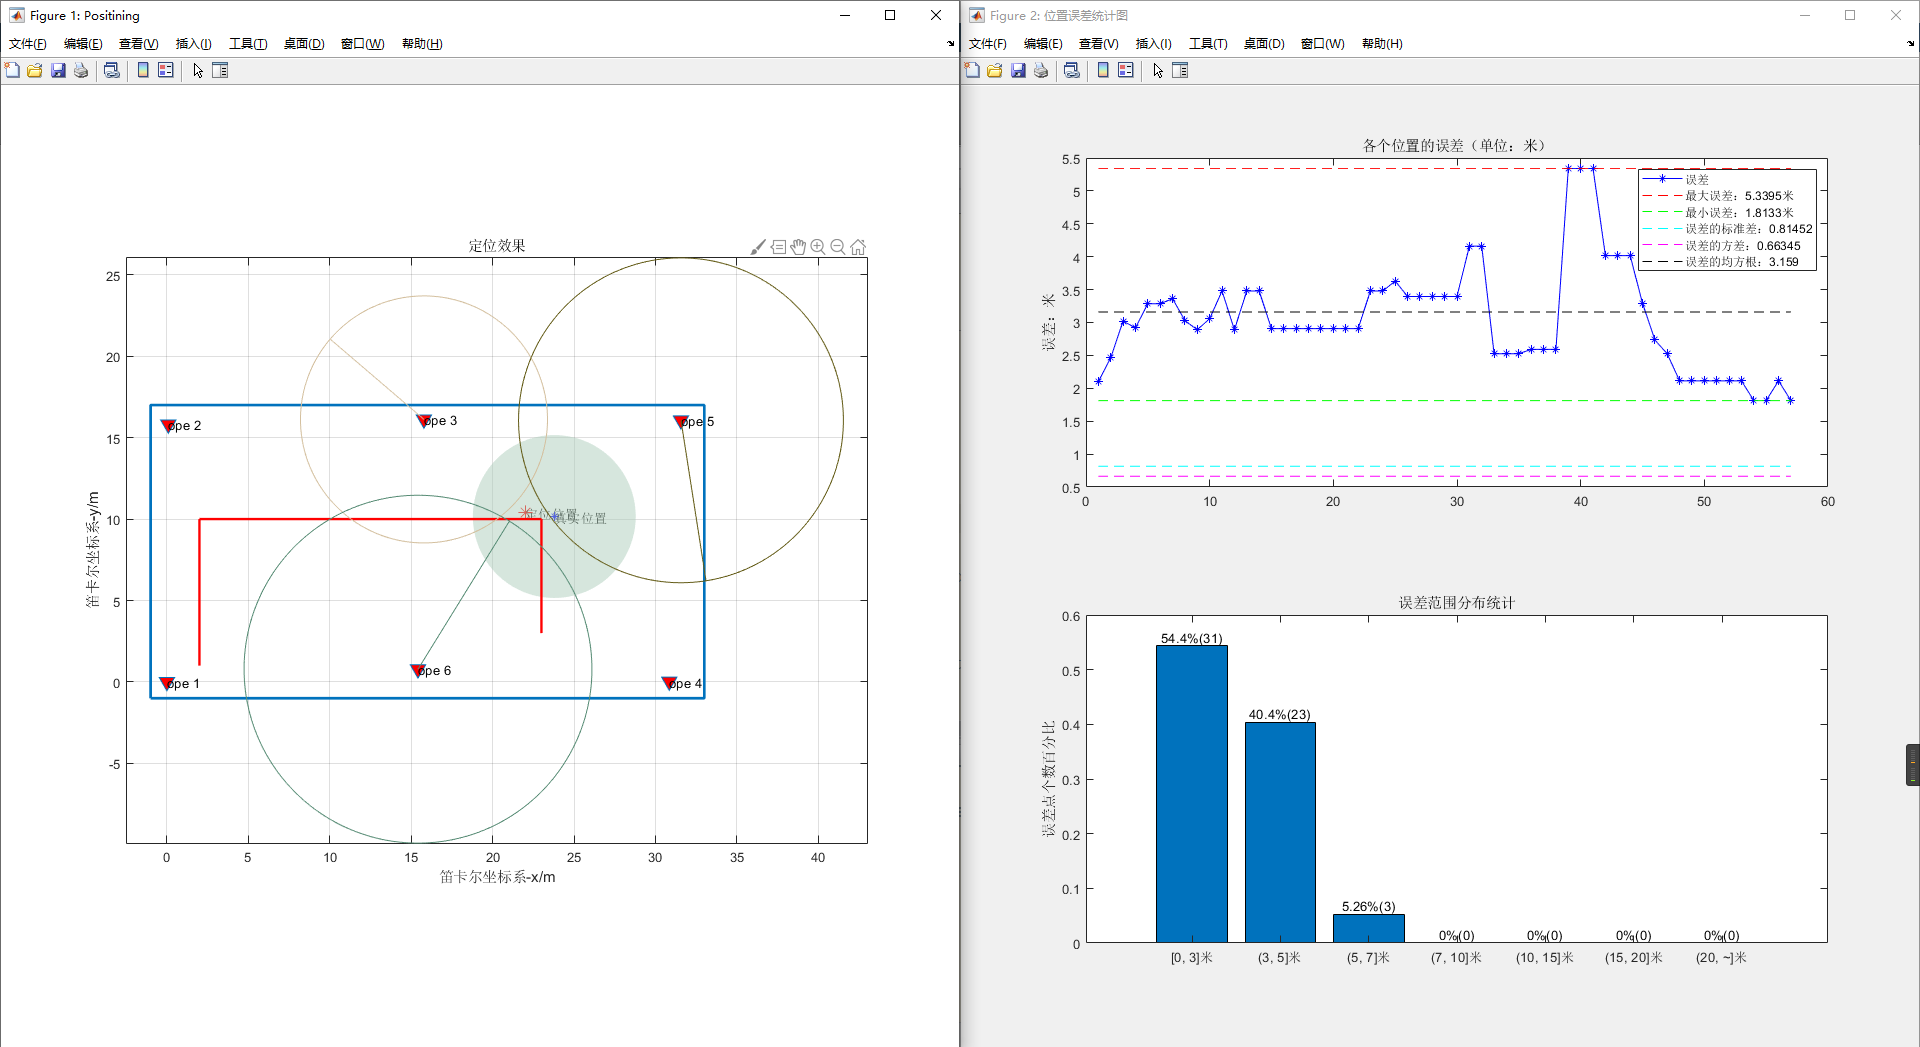 Figure 1: Positining
文件(F) 编辑(E) 查看(V) 插入(I) 工具(T) 桌面(D) 窗口(W) 帮助(H)
定位效果
25
20
15
10
5
0
-5
笛卡尔坐标系-y/m
ope 2
ope 3
ope 5
定位位置
真实位置
ope 1
ope 6
ope 4
0 5 10 15 20 25 30 35 40
笛卡尔坐标系-x/m
Figure 2: 位置误差统计图
文件(F) 编辑(E) 查看(V) 插入(I) 工具(T) 桌面(D) 窗口(W) 帮助(H)
各个位置的误差（单位：米）
5.5
5
4.5
4
3.5
3
2.5
2
1.5
1
0.5
误差：米
误差
最大误差：5.3395米
最小误差：1.8133米
误差的标准差：0.81452
误差的方差：0.66345
误差的均方根：3.159
0 10 20 30 40 50 60
误差范围分布统计
0.6
0.5
0.4
0.3
0.2
0.1
0
误差点个数百分比
54.4%(31)
40.4%(23)
5.26%(3)
0%(0)
0%(0)
0%(0)
0%(0)
[0, 3]米 (3, 5]米 (5, 7]米 (7, 10]米 (10, 15]米 (15, 20]米 (20, ~]米